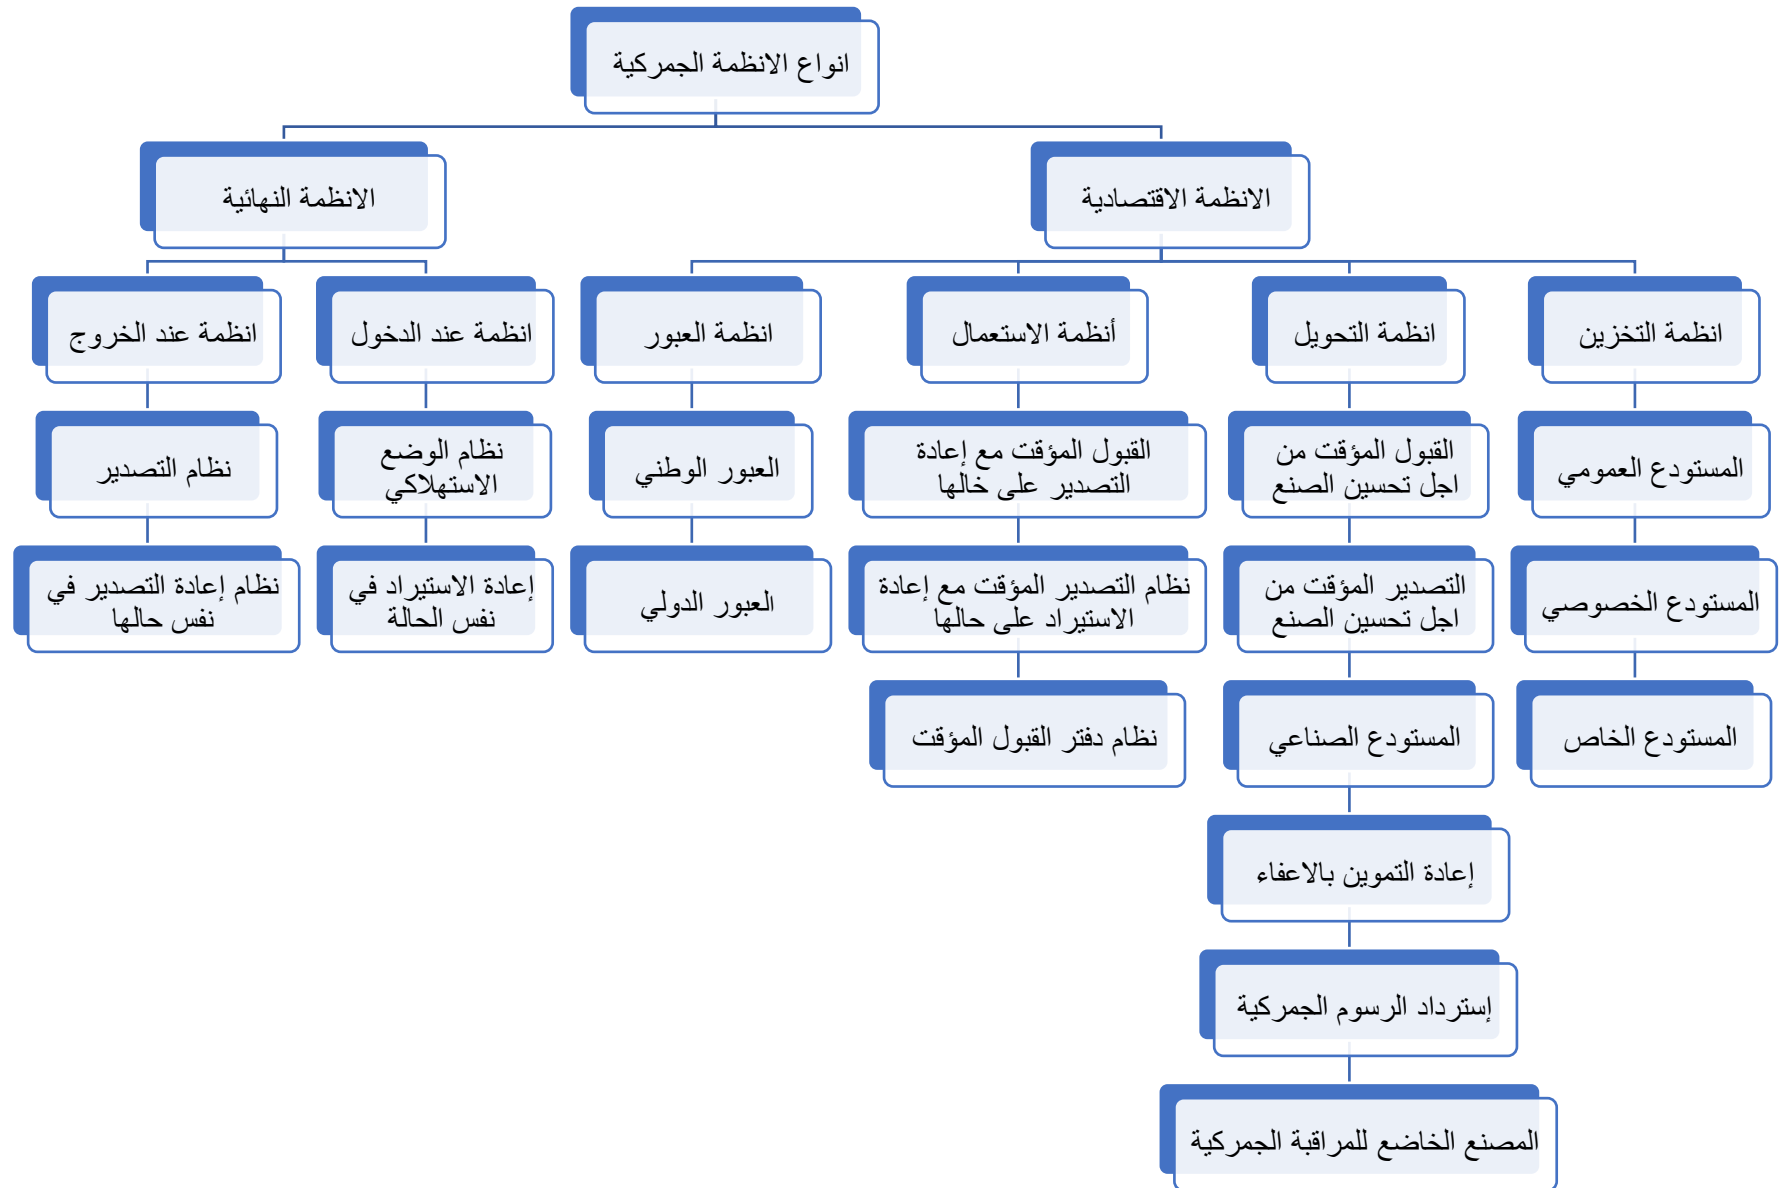 انواع الانظمة الجمركية
الانظمة الاقتصادية
الانظمة النهائية
انظمة التخزين
انظمة التحويل
أنظمة الاستعمال
انظمة العبور
انظمة عند الدخول
انظمة عند الخروج
المستودع العمومي
القبول المؤقت من
اجل تحسين الصنع
القبول المؤقت مع إعادة
التصدير على خالها
العبور الوطني
نظام الوضع
الاستهلاكي
نظام التصدير
المستودع الخصوصي
التصدير المؤقت من
اجل تحسين الصنع
نظام التصدير المؤقت مع إعادة
الاستيراد على حالها
العبور الدولي
إعادة الاستيراد في
نفس الحالة
نظام إعادة التصدير في
نفس حالها
المستودع الخاص
المستودع الصناعي
نظام دفتر القبول المؤقت
إعادة التموين بالاعفاء
إسترداد الرسوم الجمركية
المصنع الخاضع للمراقبة الجمركية